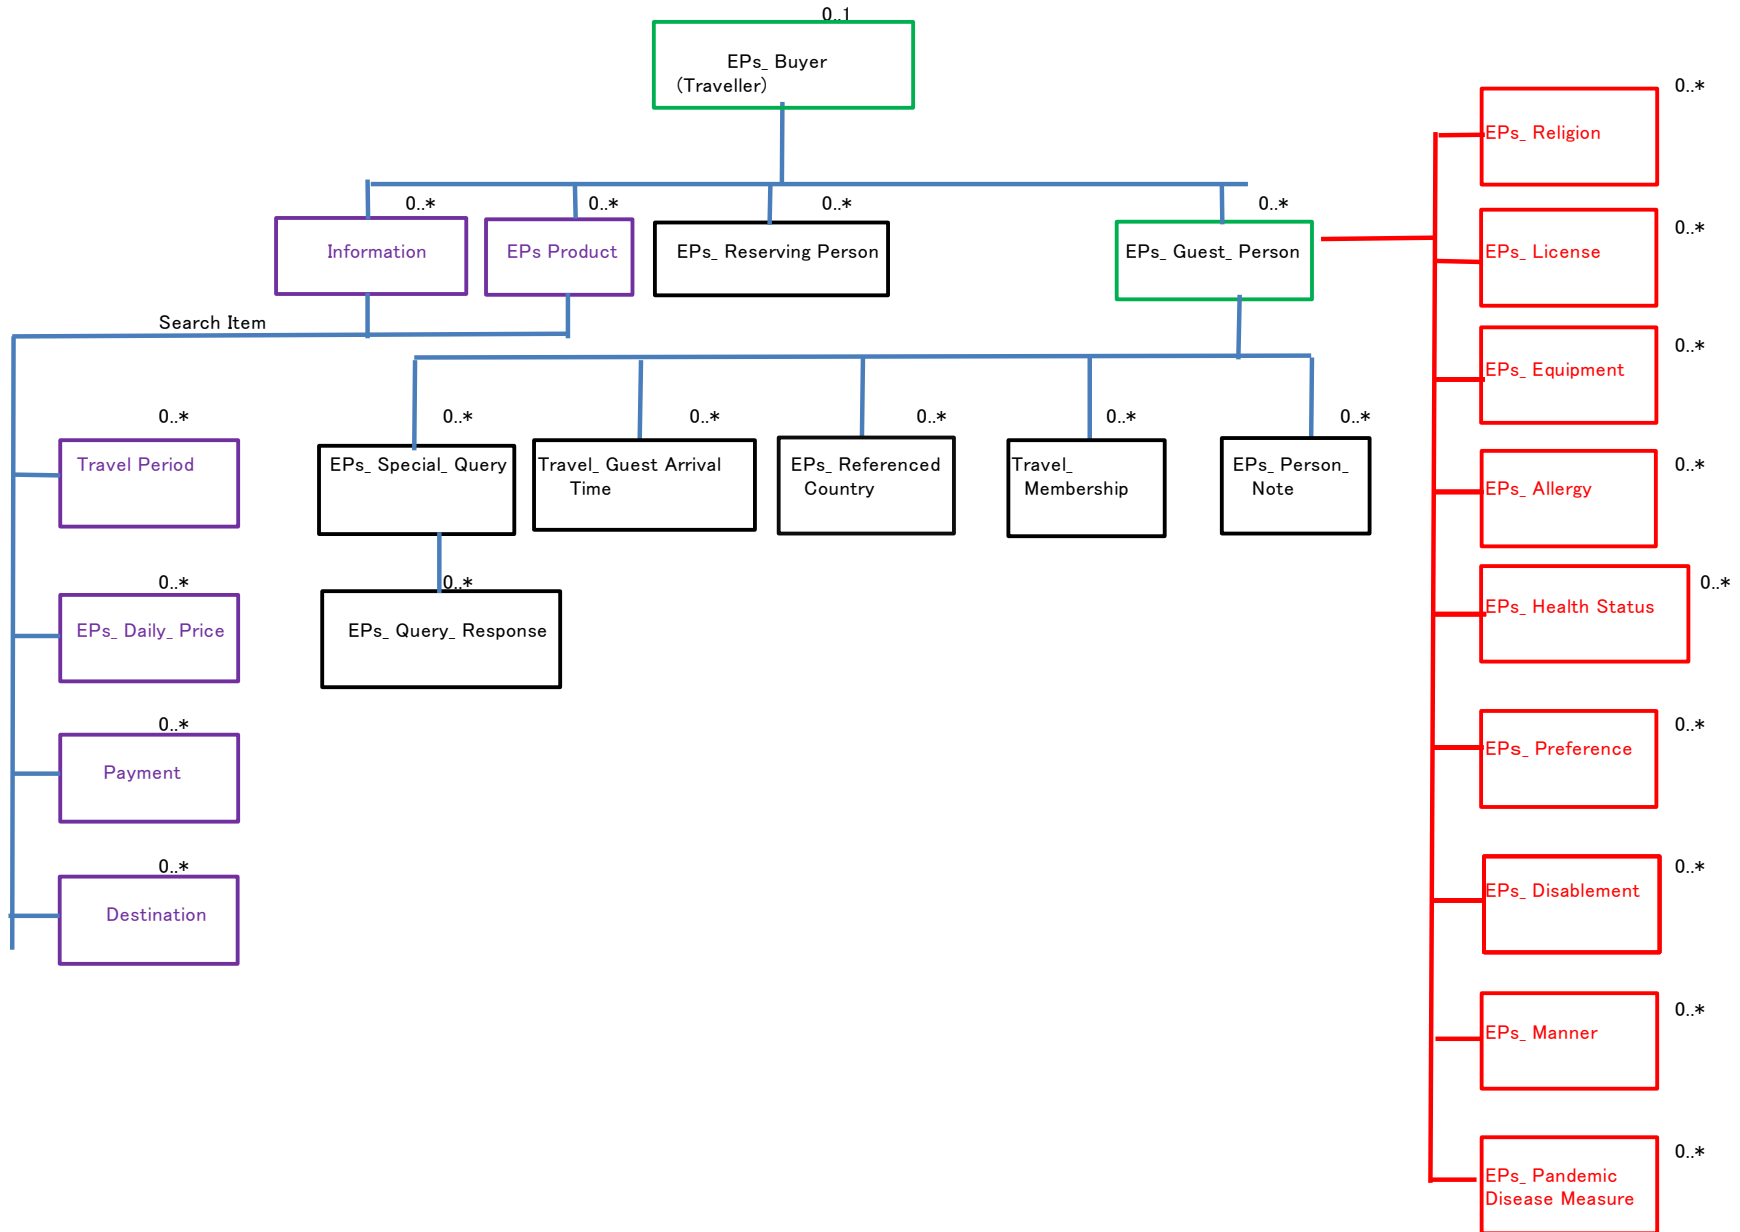 0..1
EPs_ Buyer
(Traveller)
0..*
EPs_ Religion
0..*
0..*
0..*
0..*
0..*
Information
EPs Product
EPs_ Reserving Person
EPs_ Guest_ Person
EPs_ License
Search Item
0..*
EPs_ Equipment
0..*
0..*
0..*
0..*
0..*
0..*
0..*
Travel Period
EPs_ Special_ Query
Travel_ Guest Arrival
Time
EPs_ Referenced
Country
Travel_
Membership
EPs_ Person_
Note
EPs_ Allergy
0..*
0..*
0..*
EPs_ Daily_ Price
EPs_ Query_ Response
EPs_ Health Status
0..*
0..*
Payment
EPs_ Preference
0..*
0..*
Destination
EPs_ Disablement
0..*
EPs_ Manner
0..*
EPs_ Pandemic
Disease Measure
0..*